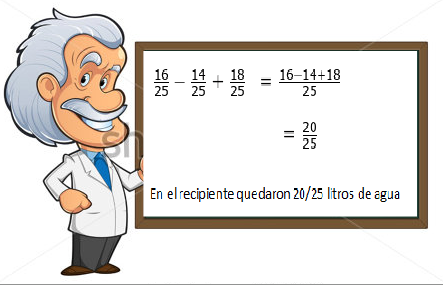 16/25 − 14/25 + 18/25 = 16−14+18/25
= 20/25
En el recipiente quedaron 20/25 litros de agua